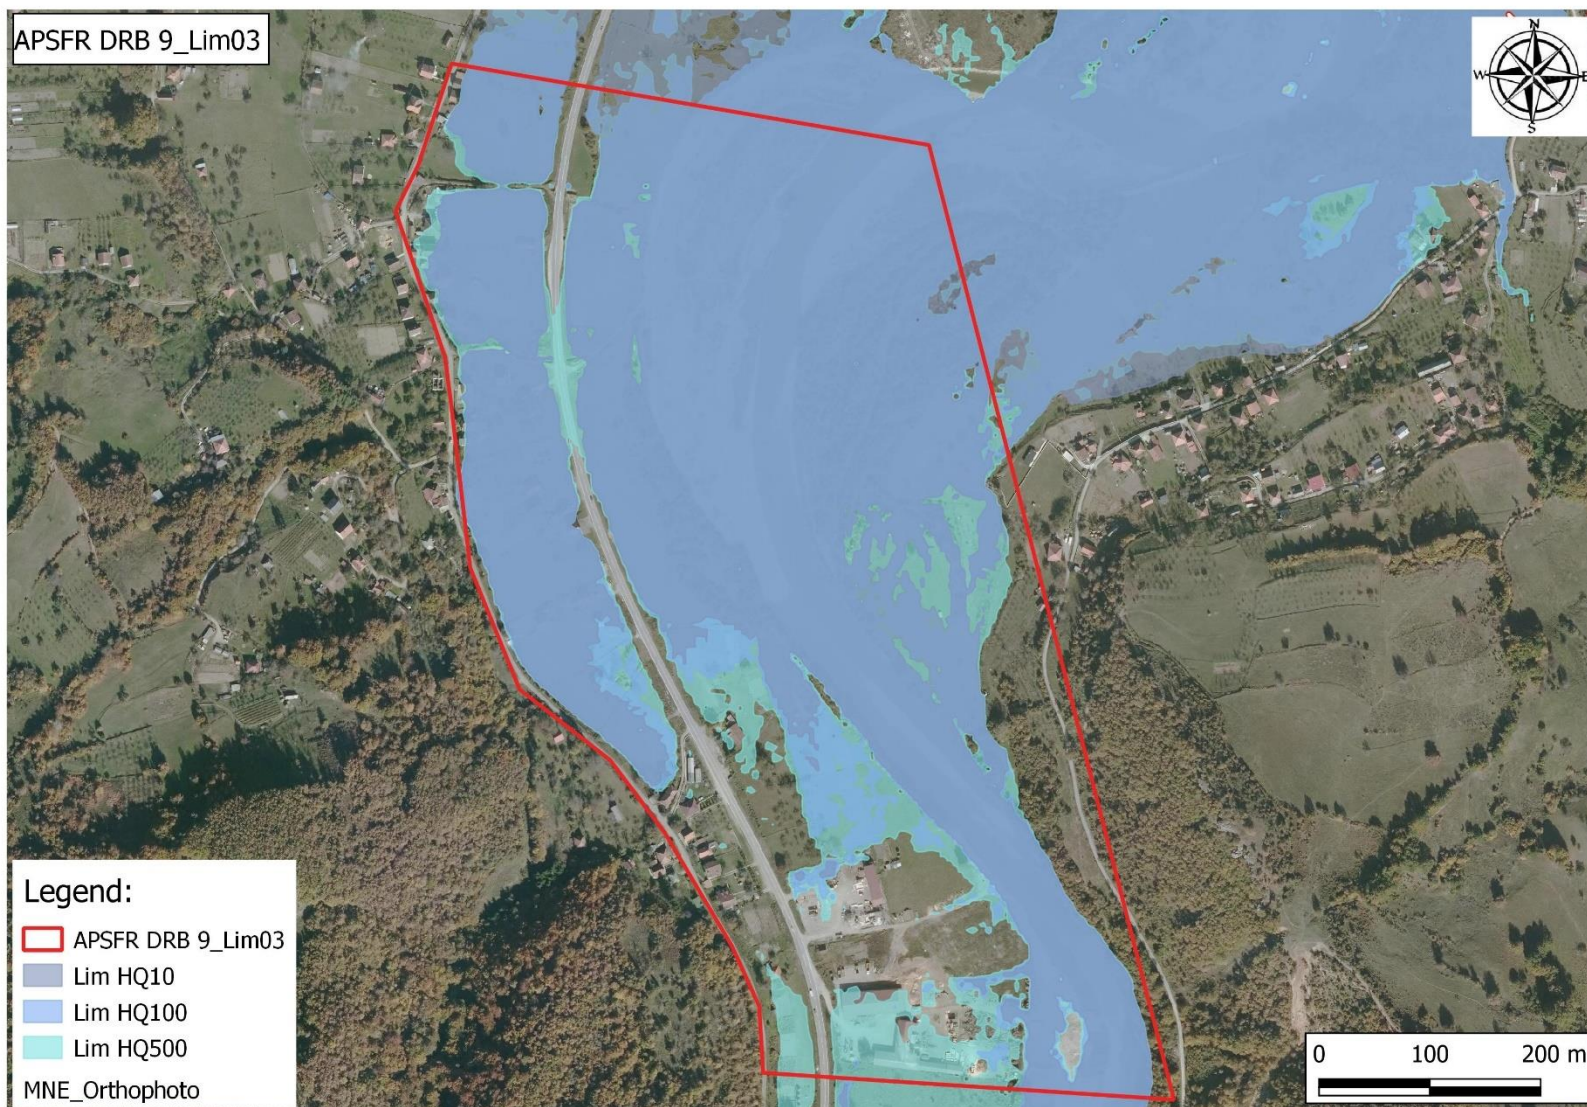 APSFR DRB 9_Lim03
N
W E
S
Legend:
APSFR DRB 9_Lim03
Lim HQ10
Lim HQ100
Lim HQ500
MNE_Orthophoto
0 100 200 m